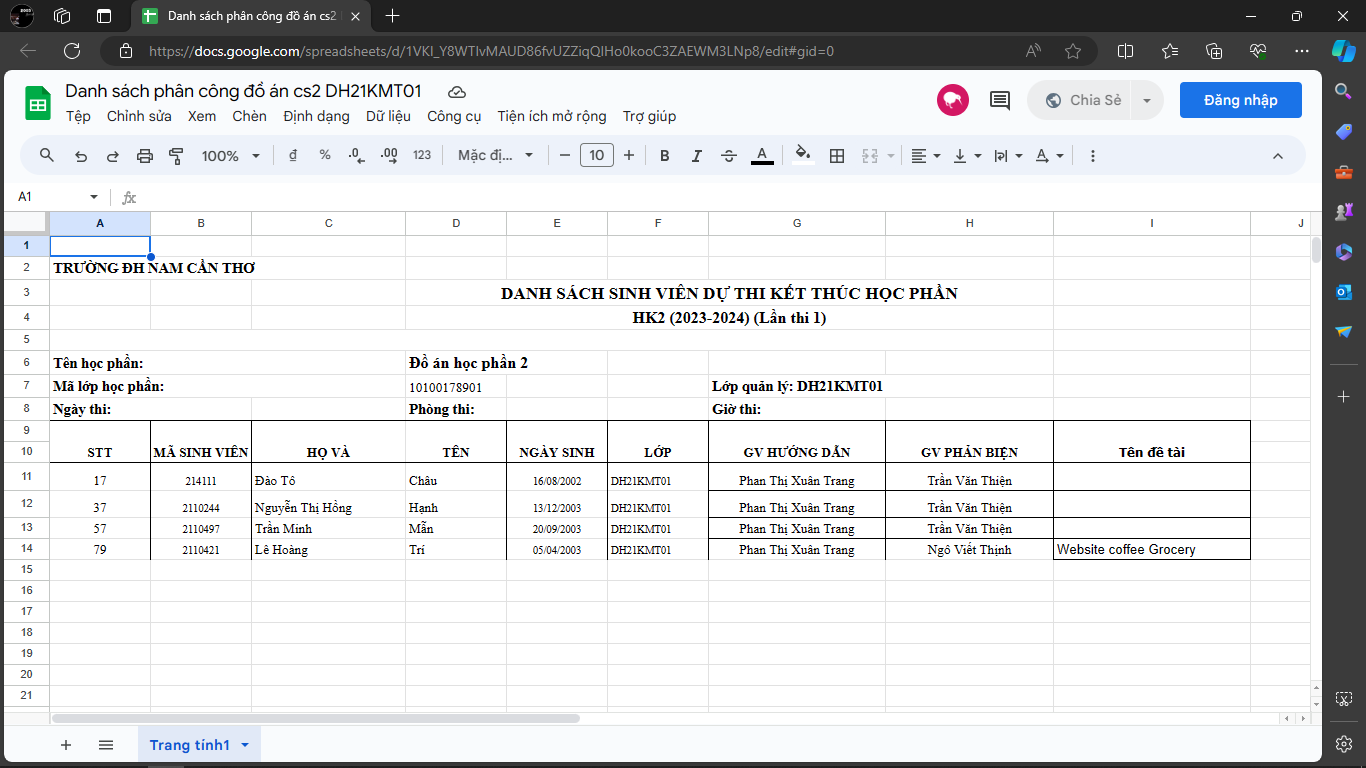 Danh sách phân công đồ án cs2
https://docs.google.com/spreadsheets/d/1VKI_Y8WTIvMAUD86fvUZZiqQIHo0kooC3ZAEWM3LNp8/edit#gid=0
Danh sách phân công đồ án cs2 DH21KMT01
Chia Sẻ
Đăng nhập
Tệp Chỉnh sửa Xem Chèn Định dạng Dữ liệu Công cụ Tiện ích mở rộng Trợ giúp
100% đ % .0 .00 123 Mặc đị... 10 B I A A
A1 fx
A B C D E F G H I J
1
2 TRƯỜNG ĐH NAM CẦN THƠ
3 DANH SÁCH SINH VIÊN DỰ THI KẾT THÚC HỌC PHẦN
4 HK2 (2023-2024) (Lần thi 1)
5
6 Tên học phần: Đồ án học phần 2
7 Mã lớp học phần: 10100178901 Lớp quản lý: DH21KMT01
8 Ngày thi: Phòng thi: Giờ thi:
9
10 STT MÃ SINH VIÊN HỌ VÀ TÊN NGÀY SINH LỚP GV HƯỚNG DẪN GV PHẢN BIỆN Tên đề tài
11 17 214111 Đào Tô Châu 16/08/2002 DH21KMT01 Phan Thị Xuân Trang Trần Văn Thiện
12 37 2110244 Nguyễn Thị Hồng Hạnh 13/12/2003 DH21KMT01 Phan Thị Xuân Trang Trần Văn Thiện
13 57 2110497 Trần Minh Mẫn 20/09/2003 DH21KMT01 Phan Thị Xuân Trang Trần Văn Thiện
14 79 2110421 Lê Hoàng Trí 05/04/2003 DH21KMT01 Phan Thị Xuân Trang Ngô Viết Thịnh Website coffee Grocery
15
16
17
18
19
20
21
Trang tính1